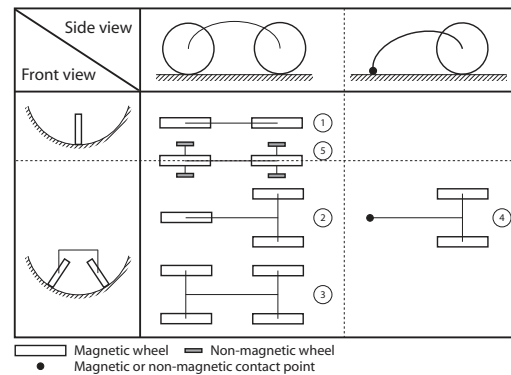 Side view
Front view
1
5
2
4
3
Magnetic wheel Non-magnetic wheel
Magnetic or non-magnetic contact point